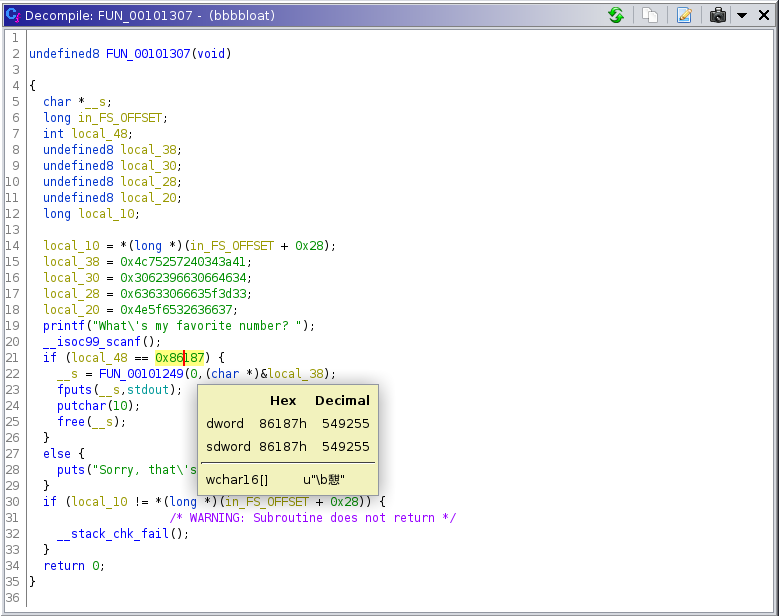 Decompile: FUN_00101307 - (bbbbloat)
1
2 undefined8 FUN_00101307(void)
3
4 {
5 char *__s;
6 long in_FS_OFFSET;
7 int local_48;
8 undefined8 local_38;
9 undefined8 local_30;
10 undefined8 local_28;
11 undefined8 local_20;
12 long local_10;
13
14 local_10 = *(long *)(in_FS_OFFSET + 0x28);
15 local_38 = 0x4c75257240343a41;
16 local_30 = 0x3062396630664634;
17 local_28 = 0x63633066635f3d33;
18 local_20 = 0x4e5f6532636637;
19 printf("What\'s my favorite number? ");
20 __isoc99_scanf();
21 if (local_48 == 0x86187) {
22 __s = FUN_00101249(0,(char *)&local_38);
23 fputs(__s,stdout);
24 putchar(10);
25 free(__s);
26 }
27 else {
28 puts("Sorry, that\'s
29 }
30 if (local_10 != *(long *)(in_FS_OFFSET + 0x28)) {
31 /* WARNING: Subroutine does not return */
32 __stack_chk_fail();
33 }
34 return 0;
35 }
36
Hex Decimal
dword 86187h 549255
sdword 86187h 549255
wchar16[] u"\b憇"